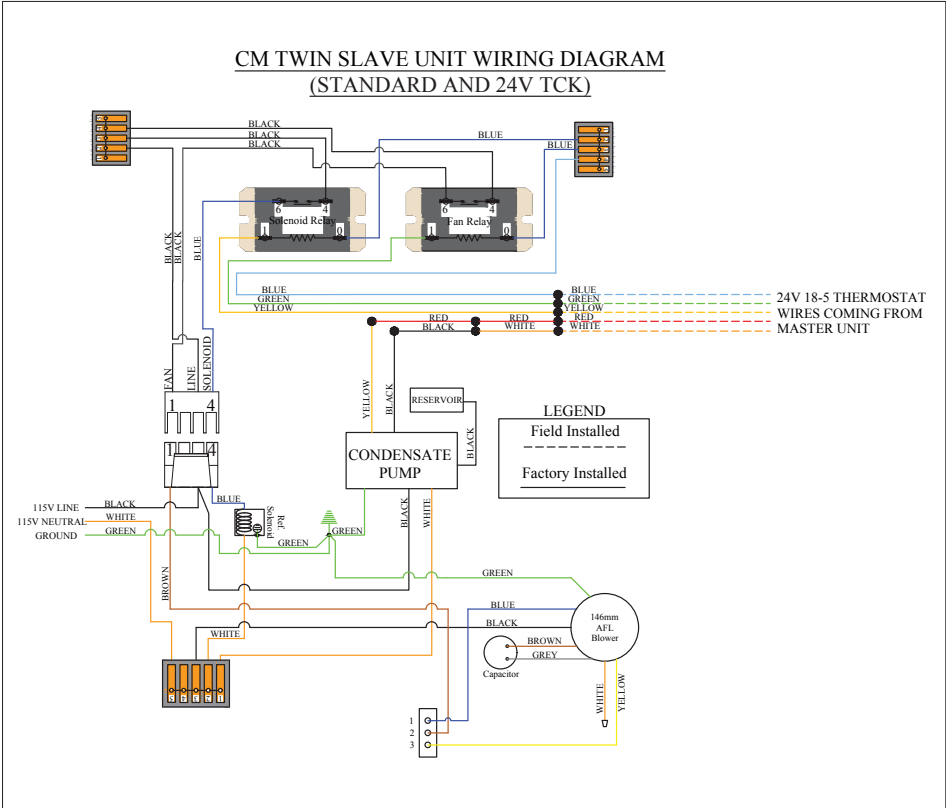 CM TWIN SLAVE UNIT WIRING DIAGRAM
(STANDARD AND 24V TCK)
BLACK
BLACK
BLACK
BLUE
BLUE
6
4
Solenoid Relay
1
0
6
4
Fan Relay
1
0
BLACK
BLACK
BLUE
BLUE
GREEN
YELLOW
BLUE
GREEN
YELLOW
RED
RED
RED
BLACK
WHITE
WHITE
24V 18-5 THERMOSTAT
WIRES COMING FROM
MASTER UNIT
FAN
LINE
SOLENOID
1
4
1
4
YELLOW
BLACK
RESERVOIR
BLACK
CONDENSATE
PUMP
LEGEND
Field Installed
Factory Installed
115V LINE
BLACK
115V NEUTRAL
WHITE
GROUND
GREEN
BLUE
Ref.
Solenoid
GREEN
GREEN
BLACK
WHITE
BROWN
WHITE
GREEN
BLUE
BLACK
BROWN
GREY
146mm
AFL
Blower
Capacitor
WHITE
YELLOW
1
2
3